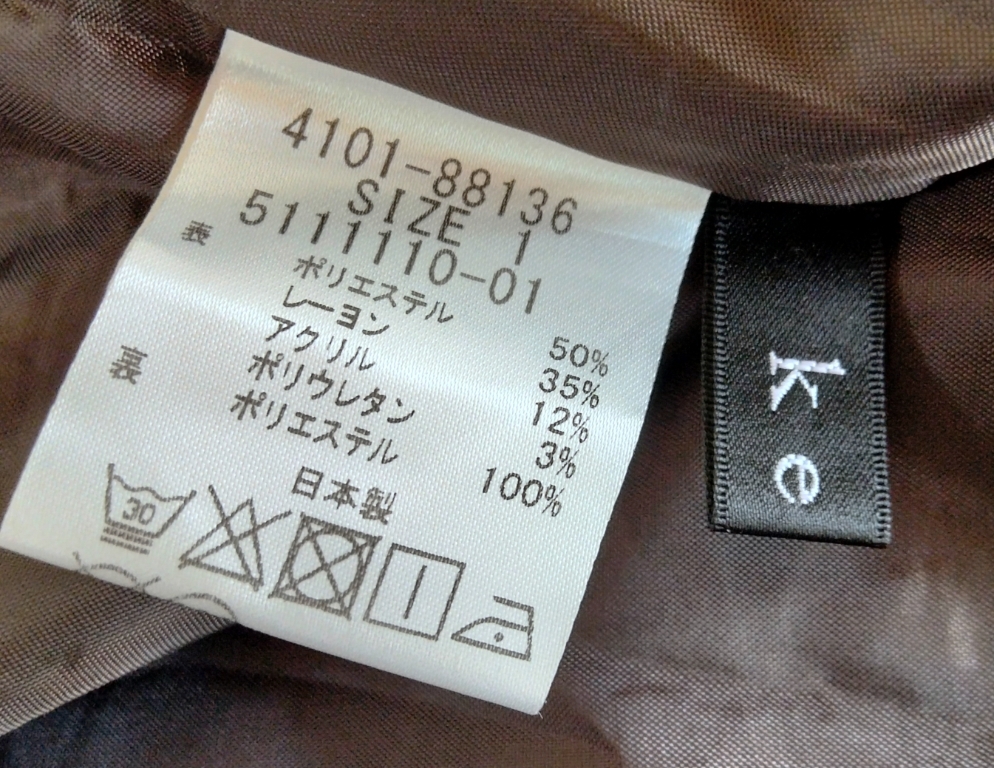 4101-88136
SIZE 1
5111110-01
表
ポリエステル 50%
レーヨン 35%
アクリル 12%
ポリウレタン 3%
裏
ポリエステル 100%
日本製
30
ke